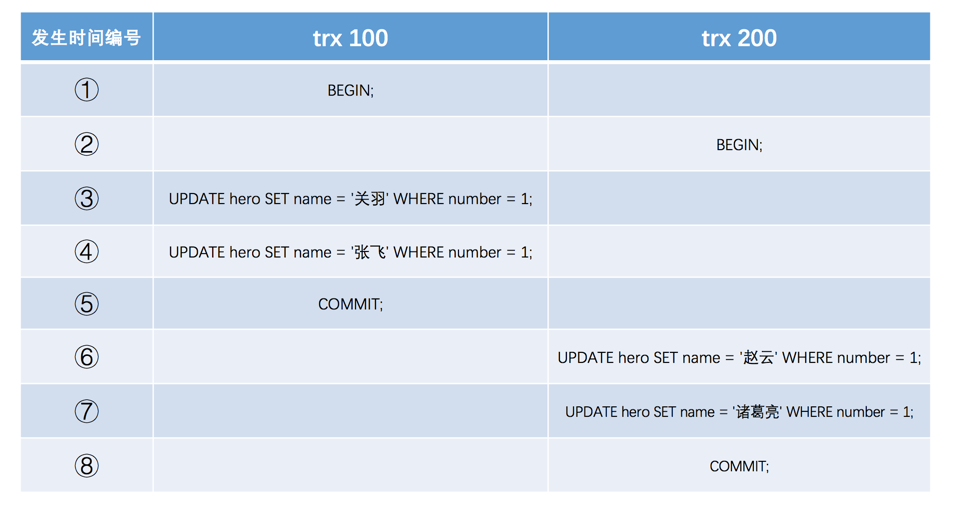 发生时间编号 trx 100 trx 200
① BEGIN;
② BEGIN;
③ UPDATE hero SET name = '关羽' WHERE number = 1;
④ UPDATE hero SET name = '张飞' WHERE number = 1;
⑤ COMMIT;
⑥ UPDATE hero SET name = '赵云' WHERE number = 1;
⑦ UPDATE hero SET name = '诸葛亮' WHERE number = 1;
⑧ COMMIT;